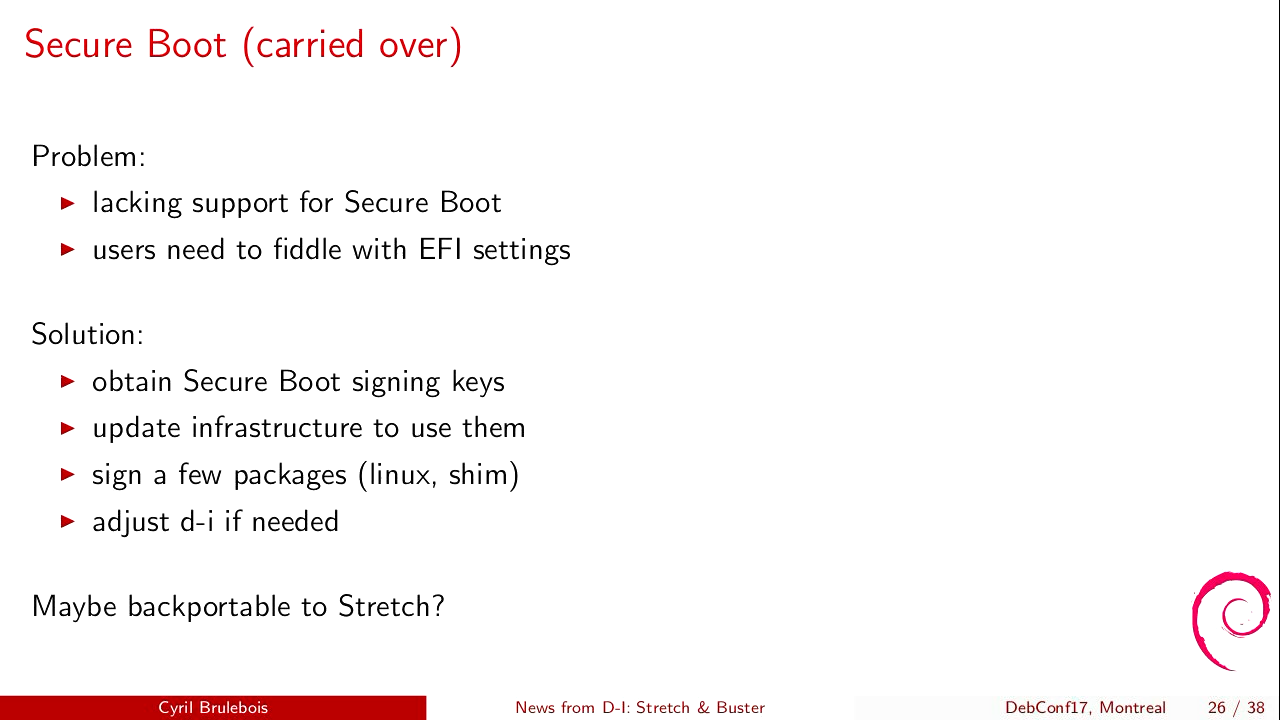 Secure Boot (carried over)
Problem:
lacking support for Secure Boot
users need to fiddle with EFI settings
Solution:
obtain Secure Boot signing keys
update infrastructure to use them
sign a few packages (linux, shim)
adjust d-i if needed
Maybe backportable to Stretch?
Cyril Brulebois News from D-I: Stretch & Buster DebConf17, Montreal 26 / 38